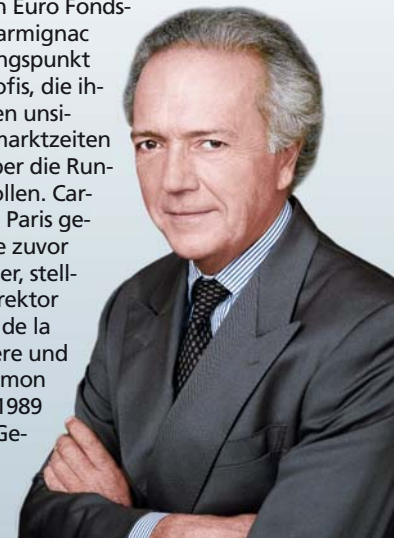 n Euro Fonds-
armignac
ngspunkt
ofis, die ih-
en unsi-
marktzeiten
ber die Run-
ollen. Car-
Paris ge-
e zuvor
er, stell-
rektor
de la
ere und
mon
1989
Ge-